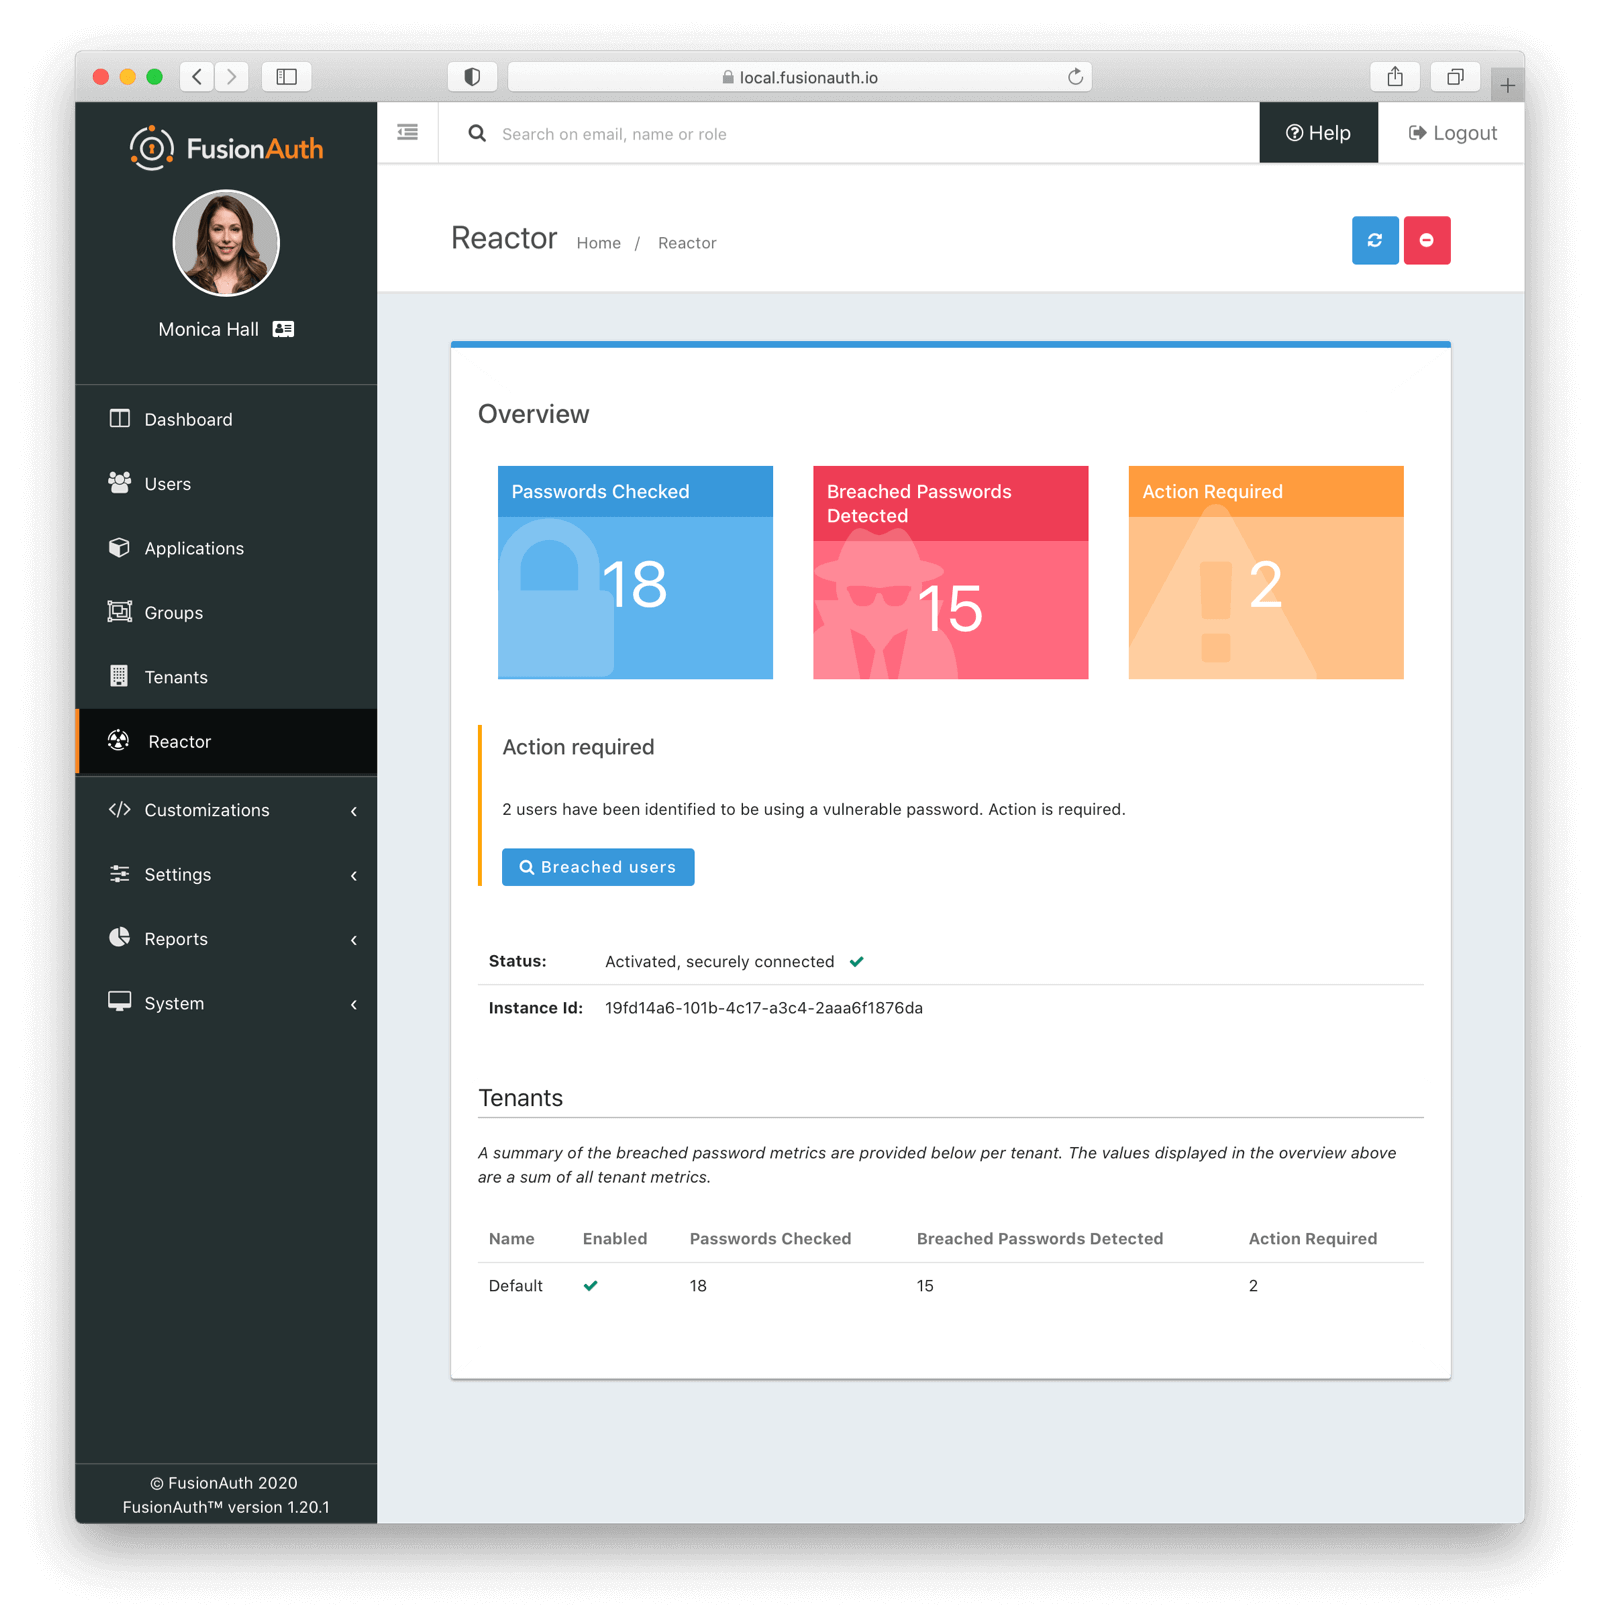 local.fusionauth.io
FusionAuth
Search on email, name or role
Help
Logout
Monica Hall
Dashboard
Users
Applications
Groups
Tenants
Reactor
Customizations
Settings
Reports
System
© FusionAuth 2020
FusionAuth™ version 1.20.1
Reactor Home / Reactor
Overview
Passwords Checked
18
Breached Passwords
Detected
15
Action Required
2
Action required
2 users have been identified to be using a vulnerable password. Action is required.
Breached users
Status: Activated, securely connected
Instance Id: 19fd14a6-101b-4c17-a3c4-2aaa6f1876da
Tenants
A summary of the breached password metrics are provided below per tenant. The values displayed in the overview above
are a sum of all tenant metrics.
Name Enabled Passwords Checked Breached Passwords Detected Action Required
Default 18 15 2